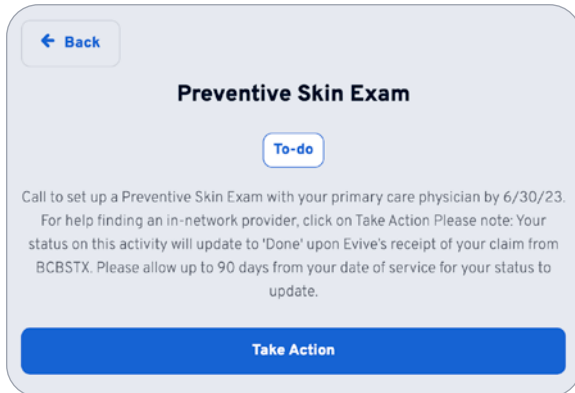 ← Back
Preventive Skin Exam
To-do
Call to set up a Preventive Skin Exam with your primary care physician by 6/30/23.
For help finding an in-network provider, click on Take Action Please note: Your
status on this activity will update to 'Done' upon Evive's receipt of your claim from
BCBSTX. Please allow up to 90 days from your date of service for your status to
update.
Take Action